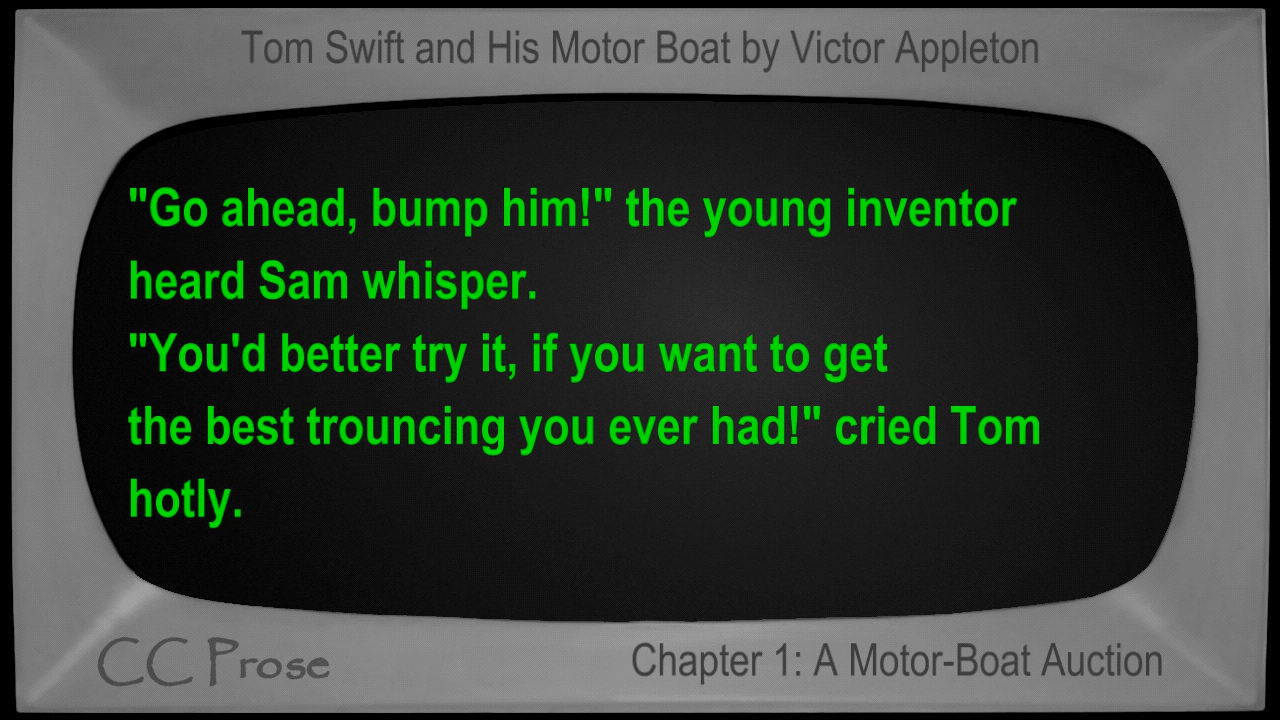 Tom Swift and His Motor Boat by Victor Appleton
"Go ahead, bump him!" the young inventor
heard Sam whisper.
"You'd better try it, if you want to get
the best trouncing you ever had!" cried Tom
hotly.
CC Prose
Chapter 1: A Motor-Boat Auction